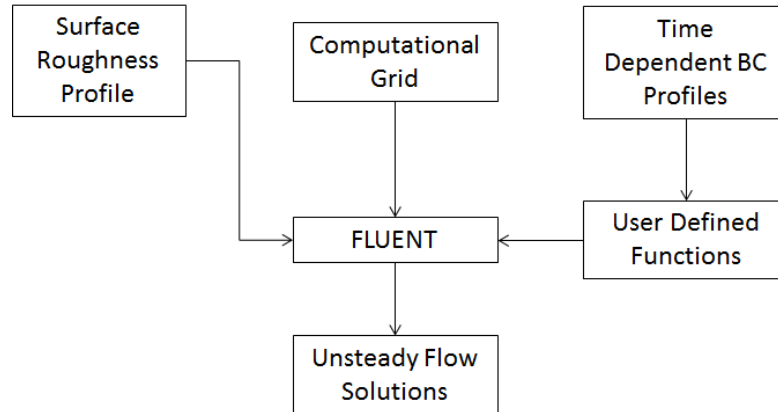 Surface
Roughness
Profile
Computational
Grid
Time
Dependent BC
Profiles
FLUENT
User Defined
Functions
Unsteady Flow
Solutions